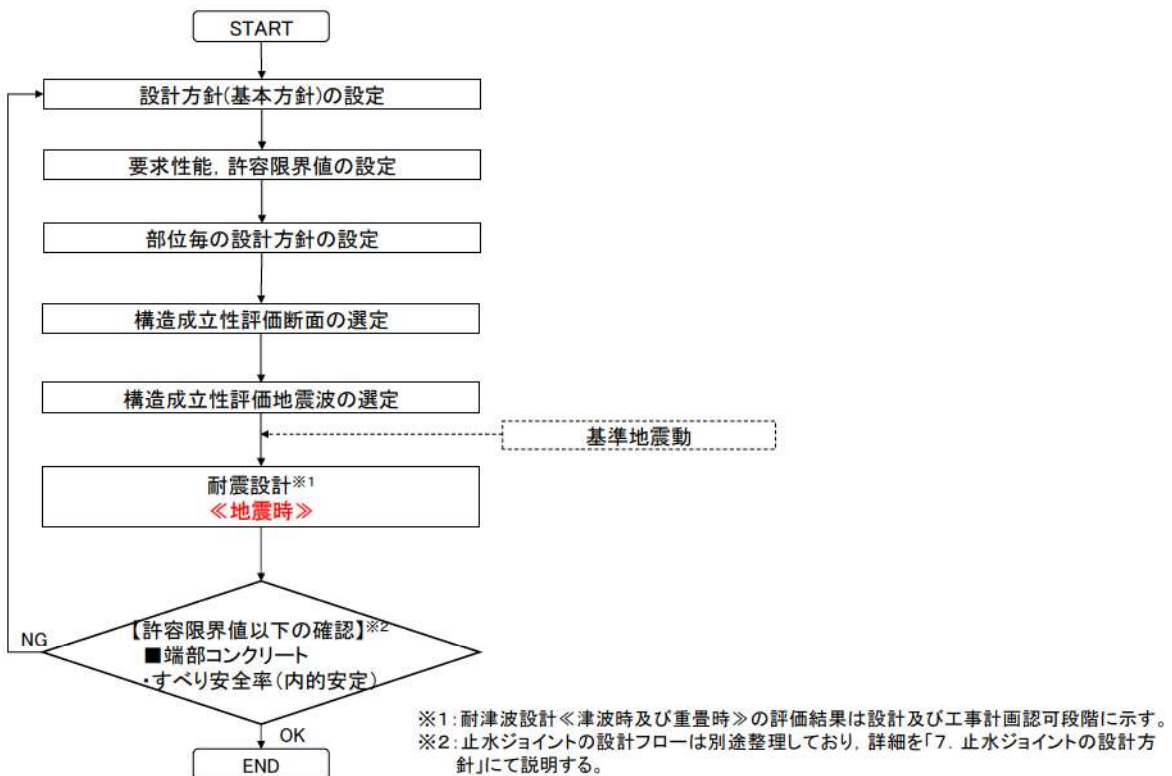 START
設計方針(基本方針)の設定
要求性能，許容限界値の設定
部位毎の設計方針の設定
構造成立性評価断面の選定
構造成立性評価地震波の選定
基準地震動
耐震設計※1
≪地震時≫
【許容限界値以下の確認】※2
■端部コンクリート
・すべり安全率(内的安定)
NG
OK
END
※1：耐津波設計≪津波時及び重畳時≫の評価結果は設計及び工事計画認可段階に示す。
※2：止水ジョイントの設計フローは別途整理しており，詳細を「7．止水ジョイントの設計方
針」にて説明する。